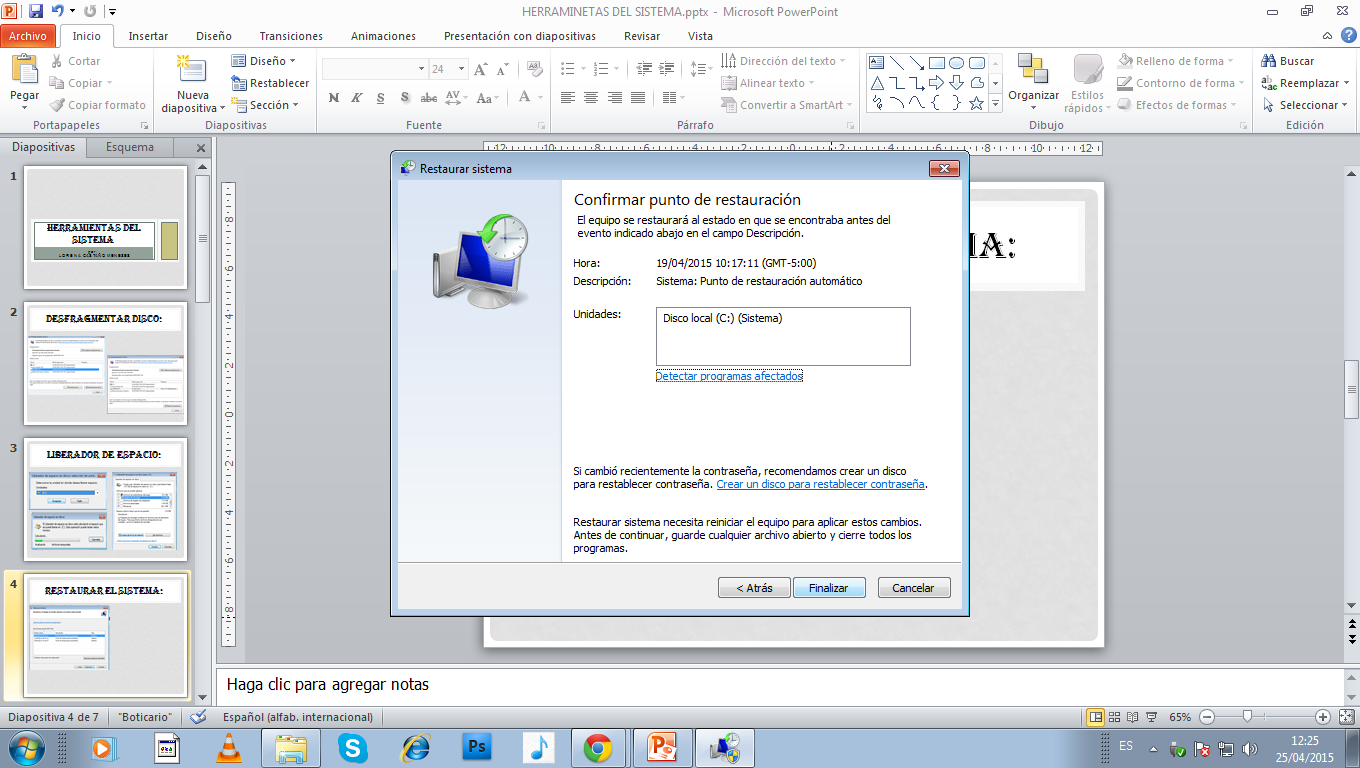 HERRAMINETAS DEL SISTEMA.pptx - Microsoft PowerPoint
Archivo
Inicio
Insertar
Diseño
Transiciones
Animaciones
Presentación con diapositivas
Revisar
Vista
Pegar
Cortar
Copiar
Copiar formato
Portapapeles
Nueva
diapositiva
Diseño
Restablecer
Sección
Diapositivas
24
Fuente
Dirección de texto
Alinear texto
Convertir a SmartArt
Párrafo
Organizar
Estilos
rápidos
Relleno de forma
Contorno de forma
Efectos de formas
Dibujo
Buscar
Reemplazar
Seleccionar
Edición
Diapositivas
Esquema
1
HERRAMIENTAS DEL
SISTEMA
2
DESFRAGMENTAR DISCO:
3
LIBERADOR DE ESPACIO:
4
RESTAURAR EL SISTEMA:
MA:
Restaurar sistema
Confirmar punto de restauración
El equipo se restaurará al estado en que se encontraba antes del
evento indicado abajo en el campo Descripción.
Hora: 19/04/2015 10:17:11 (GMT-5:00)
Descripción: Sistema: Punto de restauración automático
Unidades: Disco local (C:) (Sistema)
Detectar programas afectados
Si cambió recientemente la contraseña, recomendamos crear un disco
para restablecer contraseña. Crear un disco para restablecer contraseña.
Restaurar sistema necesita reiniciar el equipo para aplicar estos cambios.
Antes de continuar, guarde cualquier archivo abierto y cierre todos los
programas.
< Atrás
Finalizar
Cancelar
Haga clic para agregar notas
Diapositiva 4 de 7
"Boticario"
Español (alfab. internacional)
65%
ES
12:25
25/04/2015